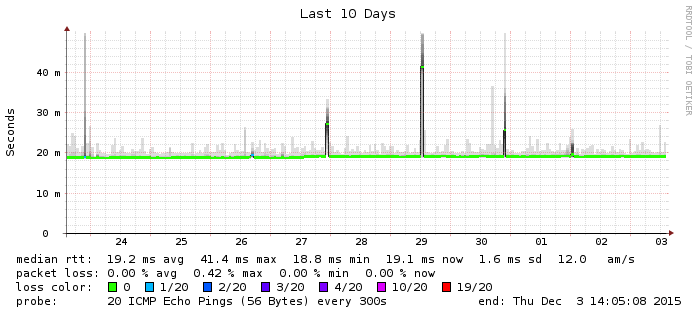 Last 10 Days
RRDTOOL / TOBI OETIKER
Seconds
40 m
30 m
20 m
10 m
0
24 25 26 27 28 29 30 01 02 03
median rtt: 19.2 ms avg 41.4 ms max 18.8 ms min 19.1 ms now 1.6 ms sd 12.0 am/s
packet loss: 0.00 % avg 0.42 % max 0.00 % min 0.00 % now
loss color: 0 1/20 2/20 3/20 4/20 10/20 19/20
probe: 20 ICMP Echo Pings (56 Bytes) every 300s end: Thu Dec 3 14:05:08 2015